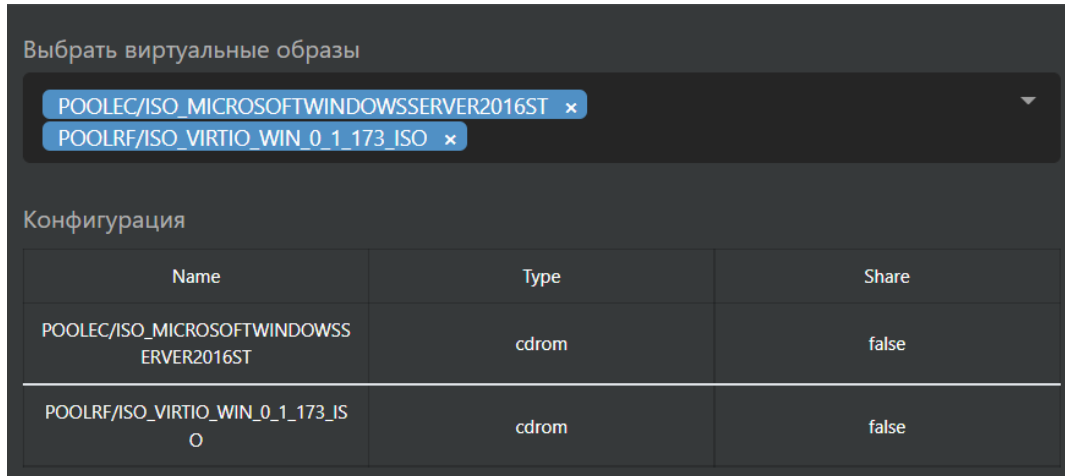 Выбрать виртуальные образы
POOLEC/ISO_MICROSOFTWINDOWSSERVER2016ST ×
POOLRF/ISO_VIRTIO_WIN_0_1_173_ISO ×
Конфигурация
Name Type Share
POOLEC/ISO_MICROSOFTWINDOWSS
ERVER2016ST cdrom false
POOLRF/ISO_VIRTIO_WIN_0_1_173_IS
O cdrom false